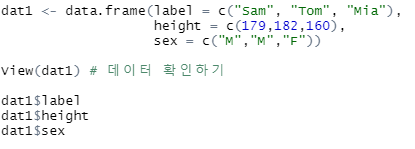 dat1 <- data.frame(label = c("Sam", "Tom", "Mia"),
                   height = c(179,182,160),
                   sex = c("M","M","F"))
View(dat1) # 데이터 확인하기
dat1$label
dat1$height
dat1$sex